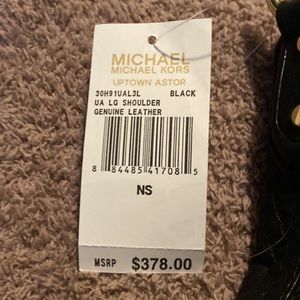 MICHAEL
MICHAEL KORS
UPTOWN ASTOR
30H91UAL3L BLACK
UA LG SHOULDER
GENUINE LEATHER
8 84485 41708 5
NS
MSRP $378.00